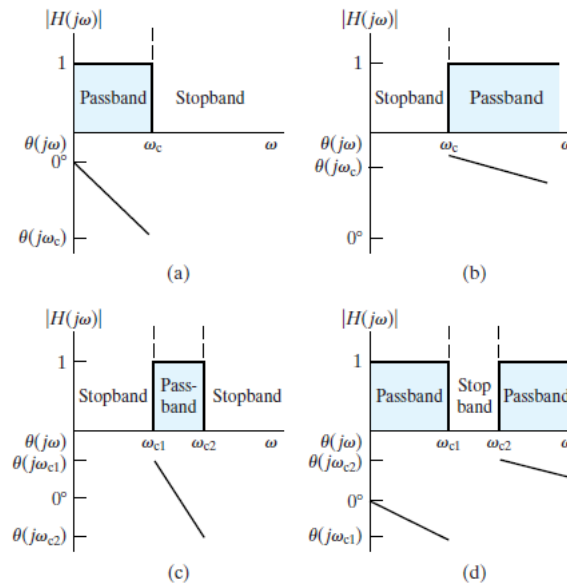 |H(jω)|
1
Passband
Stopband
θ(jω)
ωc
ω
0°
θ(jωc)
(a)
|H(jω)|
1
Stopband
Passband
θ(jω)
ωc
ω
θ(jωc)
0°
(b)
|H(jω)|
1
Stopband
Pass-
band
Stopband
θ(jω)
ωc1
ωc2
ω
θ(jωc1)
0°
θ(jωc2)
(c)
|H(jω)|
1
Passband
Stop
band
Passband
θ(jω)
ωc1
ωc2
ω
θ(jωc2)
0°
θ(jωc1)
(d)